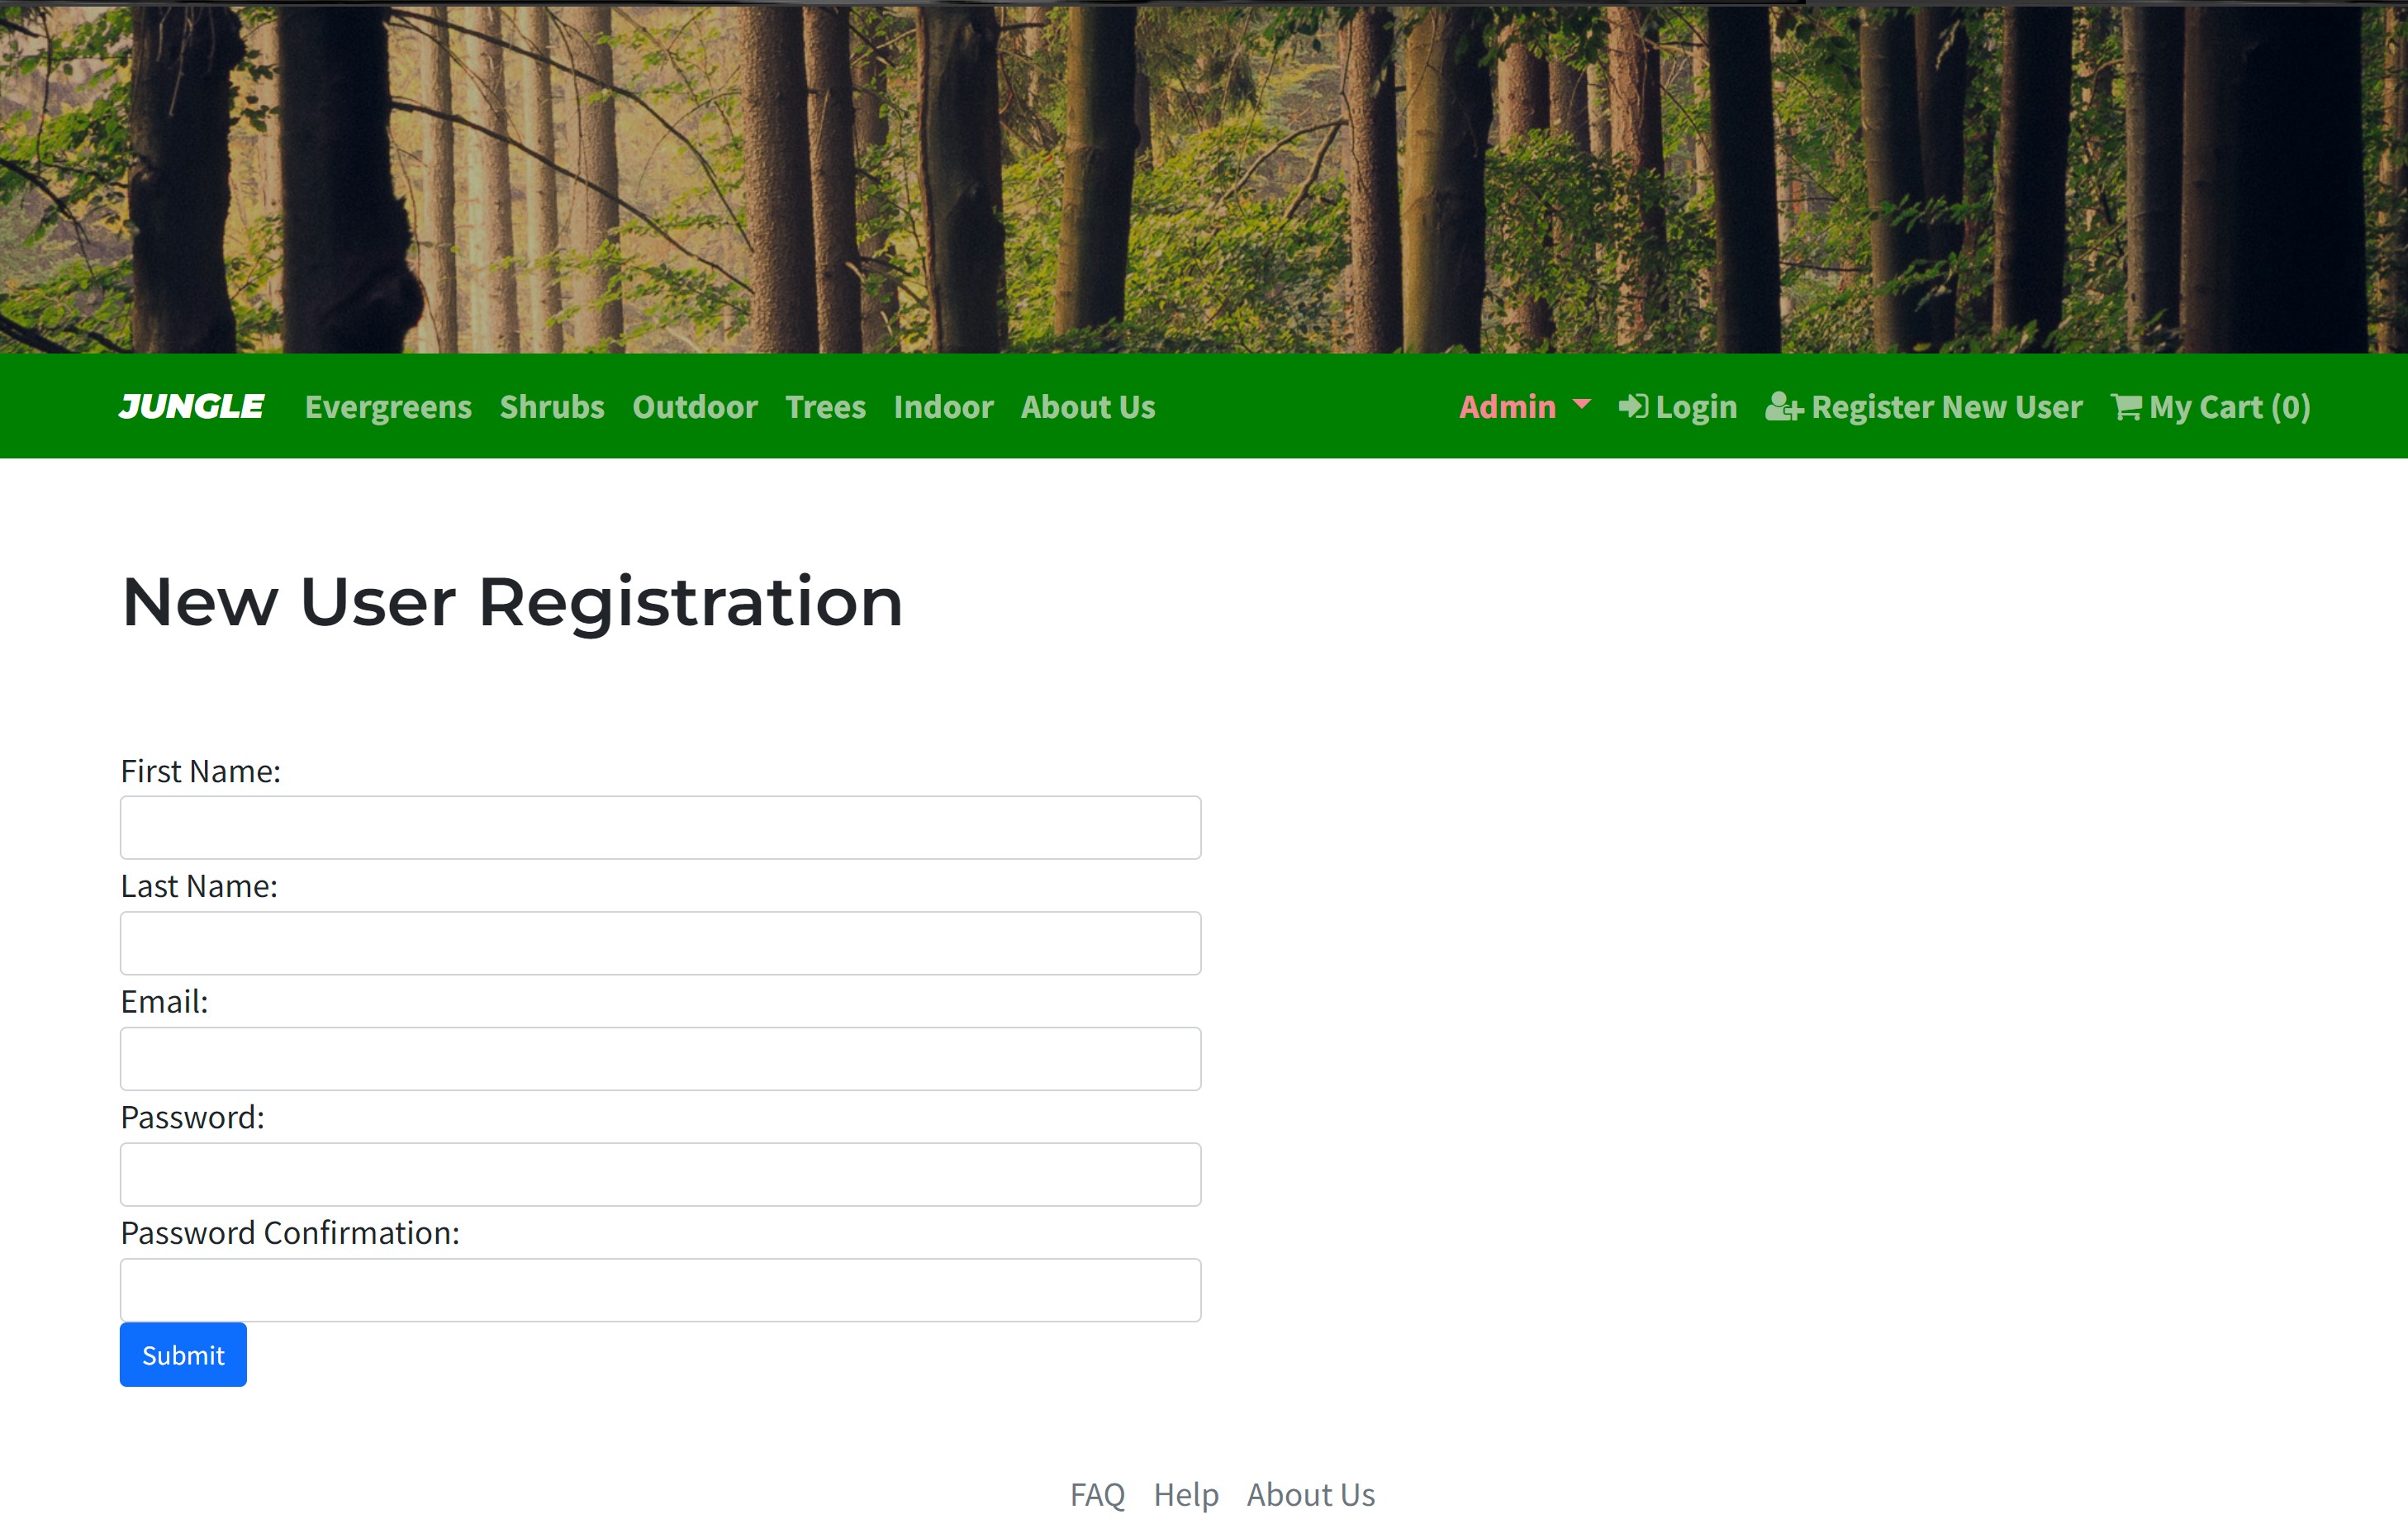 JUNGLE Evergreens Shrubs Outdoor Trees Indoor About Us Admin Login Register New User My Cart (0)
New User Registration
First Name:
Last Name:
Email:
Password:
Password Confirmation:
Submit
FAQ Help About Us